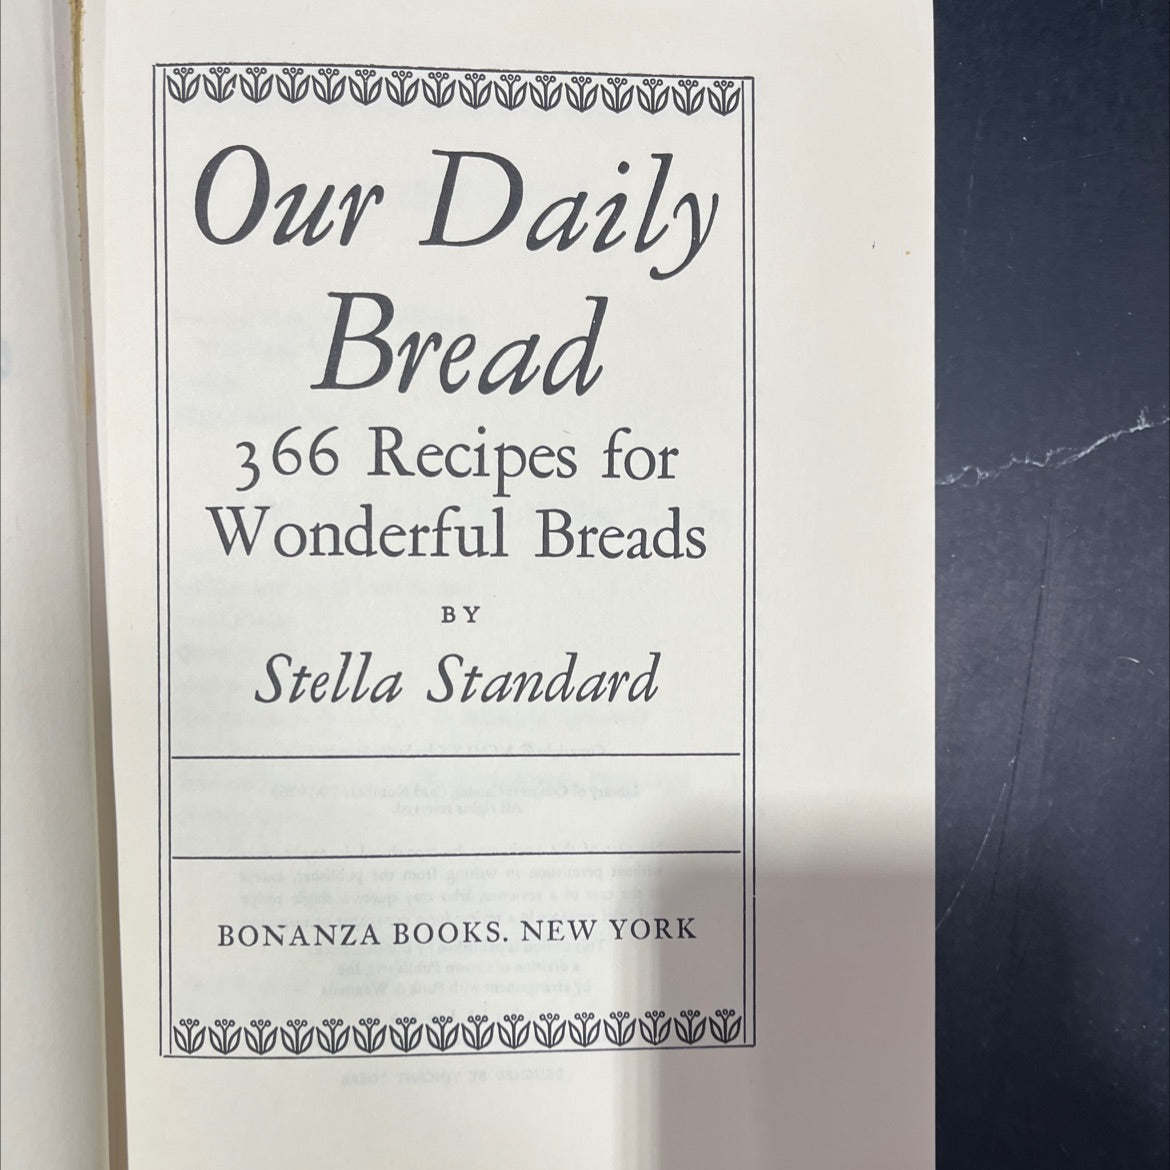 Our Daily
Bread
366 Recipes for
Wonderful Breads
BY
Stella Standard
BONANZA BOOKS. NEW YORK